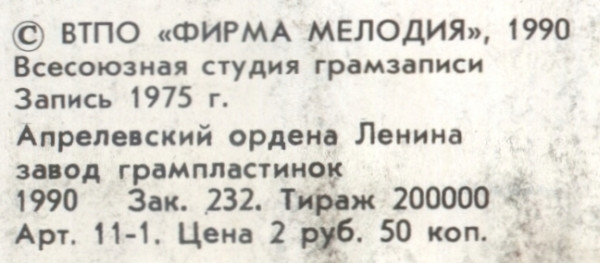 © ВТПО «ФИРМА МЕЛОДИЯ», 1990
Всесоюзная студия грамзаписи
Запись 1975 г.
Апрелевский ордена Ленина
завод грампластинок
1990 Зак. 232. Тираж 200000
Арт. 11-1. Цена 2 руб. 50 коп.